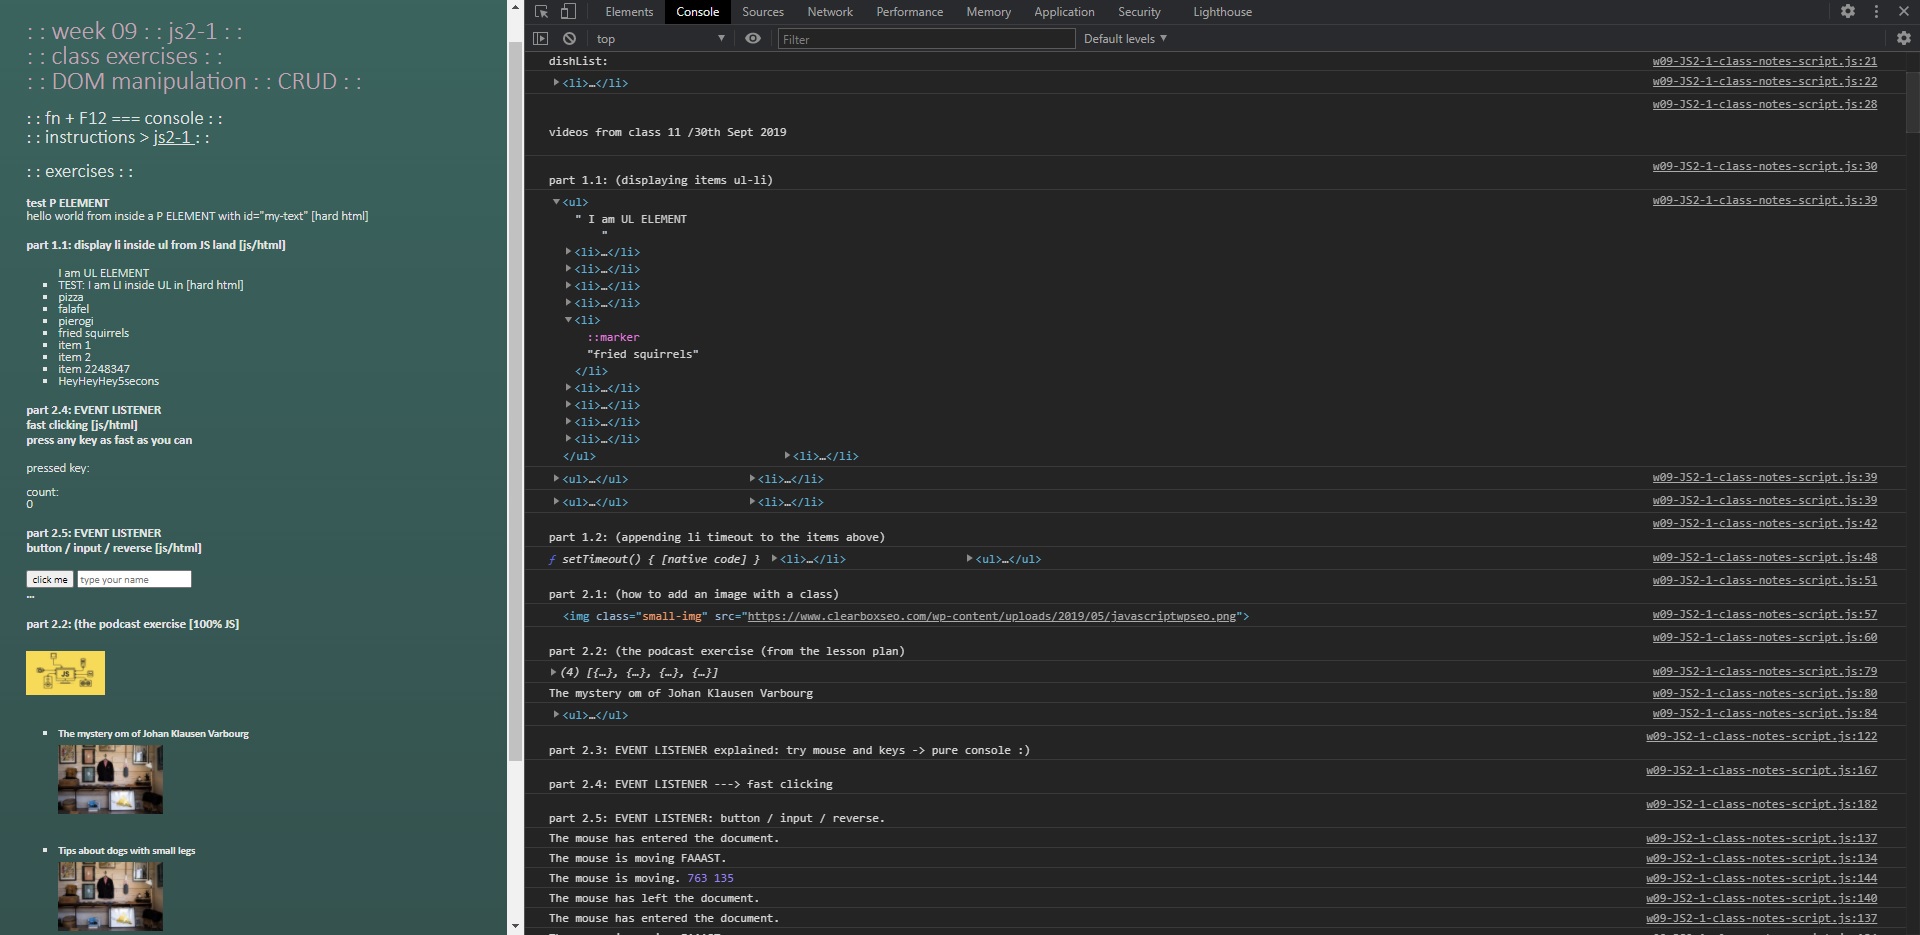 : : week 09 : : js2-1 : :
: : class exercises : :
: : DOM manipulation : : CRUD : :
: : fn + F12 === console : :
: : instructions > js2-1 : :
: : exercises : :
test P ELEMENT
hello world from inside a P ELEMENT with id="my-text" [hard html]
part 1.1: display li inside ul from JS land [js/html]
I am UL ELEMENT
TEST: I am LI inside UL in [hard html]
pizza
falafel
pierogi
fried squirrels
item 1
item 2
item 2248347
HeyHeyHey5secons
part 2.4: EVENT LISTENER
fast clicking [js/html]
press any key as fast as you can
pressed key:
count:
0
part 2.5: EVENT LISTENER
button / input / reverse [js/html]
click me type your name
...
part 2.2: (the podcast exercise [100% JS]
JS
The mystery om of Johan Klausen Varbourg
Tips about dogs with small legs
Elements Console Sources Network Performance Memory Application Security Lighthouse
top Filter Default levels
dishList: w09-JS2-1-class-notes-script.js:21
<li>…</li> w09-JS2-1-class-notes-script.js:22
w09-JS2-1-class-notes-script.js:28
videos from class 11 /30th Sept 2019
w09-JS2-1-class-notes-script.js:30
part 1.1: (displaying items ul-li)
<ul> w09-JS2-1-class-notes-script.js:39
" I am UL ELEMENT
"
<li>…</li>
<li>…</li>
<li>…</li>
<li>…</li>
<li>
::marker
"fried squirrels"
</li>
<li>…</li>
<li>…</li>
<li>…</li>
<li>…</li>
</ul> <li>…</li>
<ul>…</ul> <li>…</li> w09-JS2-1-class-notes-script.js:39
<ul>…</ul> <li>…</li> w09-JS2-1-class-notes-script.js:39
w09-JS2-1-class-notes-script.js:42
part 1.2: (appending li timeout to the items above)
ƒ setTimeout() { [native code] } <li>…</li> <ul>…</ul> w09-JS2-1-class-notes-script.js:48
w09-JS2-1-class-notes-script.js:51
part 2.1: (how to add an image with a class)
<img class="small-img" src="https://www.clearboxseo.com/wp-content/uploads/2019/05/javascriptwpseo.png"> w09-JS2-1-class-notes-script.js:57
w09-JS2-1-class-notes-script.js:60
part 2.2: (the podcast exercise (from the lesson plan)
(4) [{…}, {…}, {…}, {…}] w09-JS2-1-class-notes-script.js:79
The mystery om of Johan Klausen Varbourg w09-JS2-1-class-notes-script.js:80
<ul>…</ul> w09-JS2-1-class-notes-script.js:84
w09-JS2-1-class-notes-script.js:122
part 2.3: EVENT LISTENER explained: try mouse and keys -> pure console :)
w09-JS2-1-class-notes-script.js:167
part 2.4: EVENT LISTENER ---> fast clicking
w09-JS2-1-class-notes-script.js:182
part 2.5: EVENT LISTENER: button / input / reverse.
The mouse has entered the document. w09-JS2-1-class-notes-script.js:137
The mouse is moving FAAAST. w09-JS2-1-class-notes-script.js:134
The mouse is moving. 763 135 w09-JS2-1-class-notes-script.js:144
The mouse has left the document. w09-JS2-1-class-notes-script.js:140
The mouse has entered the document. w09-JS2-1-class-notes-script.js:137